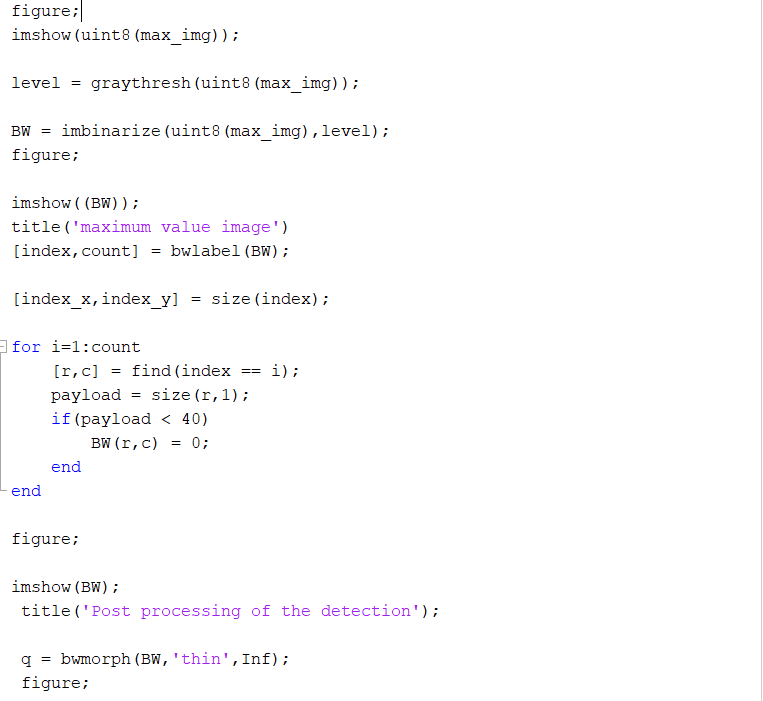 figure;
imshow(uint8(max_img));
level = graythresh(uint8(max_img));
BW = imbinarize(uint8(max_img),level);
figure;
imshow((BW));
title('maximum value image')
[index,count] = bwlabel(BW);
[index_x,index_y] = size(index);
for i=1:count
[r,c] = find(index == i);
payload = size(r,1);
if(payload < 40)
BW(r,c) = 0;
end
end
figure;
imshow(BW);
title('Post processing of the detection');
q = bwmorph(BW,'thin',Inf);
figure;